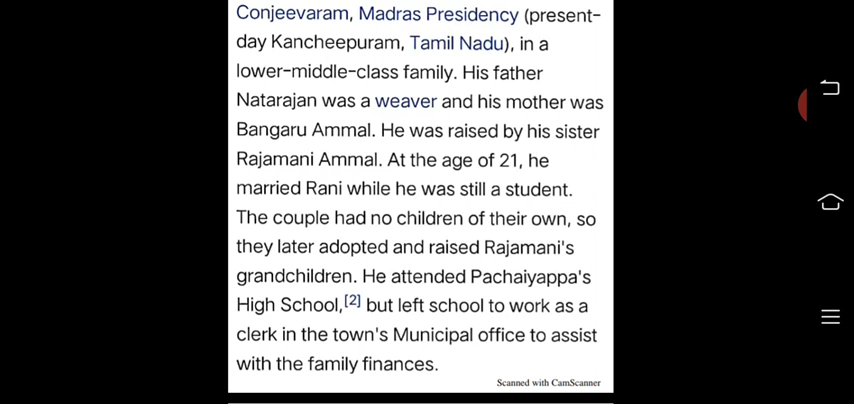 Conjeevaram, Madras Presidency (present-
day Kancheepuram, Tamil Nadu), in a
lower-middle-class family. His father
Natarajan was a weaver and his mother was
Bangaru Ammal. He was raised by his sister
Rajamani Ammal. At the age of 21, he
married Rani while he was still a student.
The couple had no children of their own, so
they later adopted and raised Rajamani's
grandchildren. He attended Pachaiyappa's
High School,[2] but left school to work as a
clerk in the town's Municipal office to assist
with the family finances.
Scanned with CamScanner